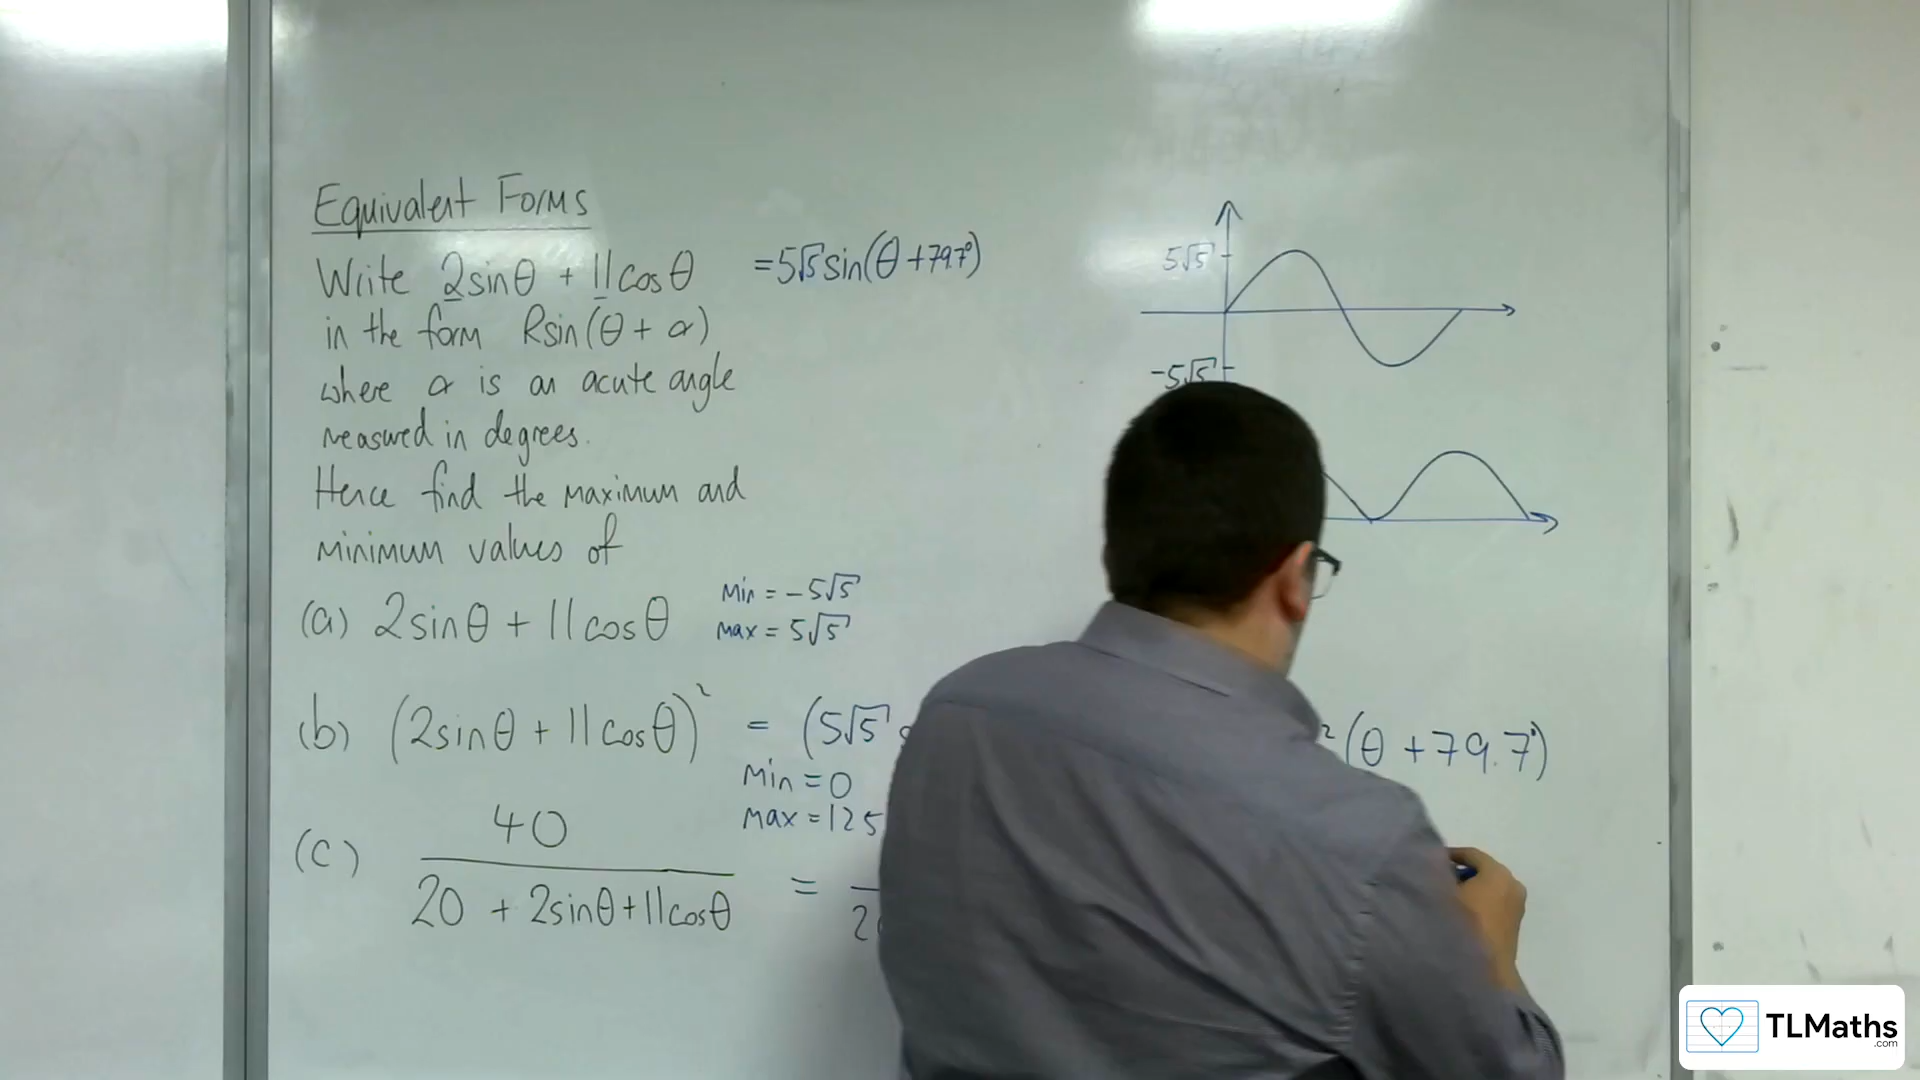 Equivalent Forms
Write 2sinθ + 11cosθ = 5√5 sin(θ + 79.7°)
in the form Rsin(θ + α)
where α is an acute angle
measured in degrees.
Hence find the maximum and
minimum values of
(a) 2sinθ + 11cosθ
Min = -5√5
Max = 5√5
(b) (2sinθ + 11cosθ)² = (5√5
² (θ + 79.7°)
Min = 0
Max = 125
(c) 40
20 + 2sinθ + 11cosθ =
5√5
-5√5
TLMaths
.com